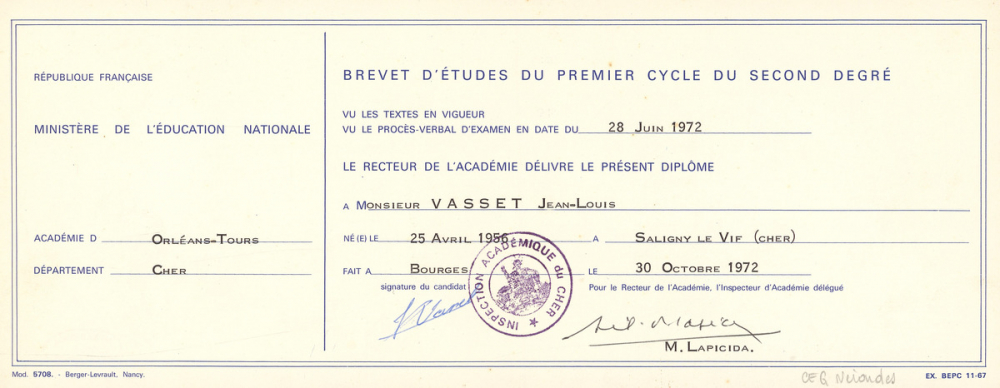 RÉPUBLIQUE FRANÇAISE
MINISTÈRE DE L'ÉDUCATION NATIONALE
ACADÉMIE D ORLÉANS-TOURS
DÉPARTEMENT CHER
BREVET D'ÉTUDES DU PREMIER CYCLE DU SECOND DEGRÉ
VU LES TEXTES EN VIGUEUR
VU LE PROCÈS-VERBAL D'EXAMEN EN DATE DU 28 JUIN 1972
LE RECTEUR DE L'ACADÉMIE DÉLIVRE LE PRÉSENT DIPLÔME
A MONSIEUR VASSET JEAN-LOUIS
NÉ (E) LE 25 AVRIL 1956 A SALIGNY LE VIF (CHER)
FAIT A BOURGES LE 30 OCTOBRE 1972
signature du candidat Pour le Recteur de l'Académie, l'Inspecteur d'Académie délégué
INSPECTION ACADÉMIQUE du CHER
M. LAPICIDA.
Mod. 5708. - Berger-Levrault, Nancy. EX. BEPC 11-67
CEG